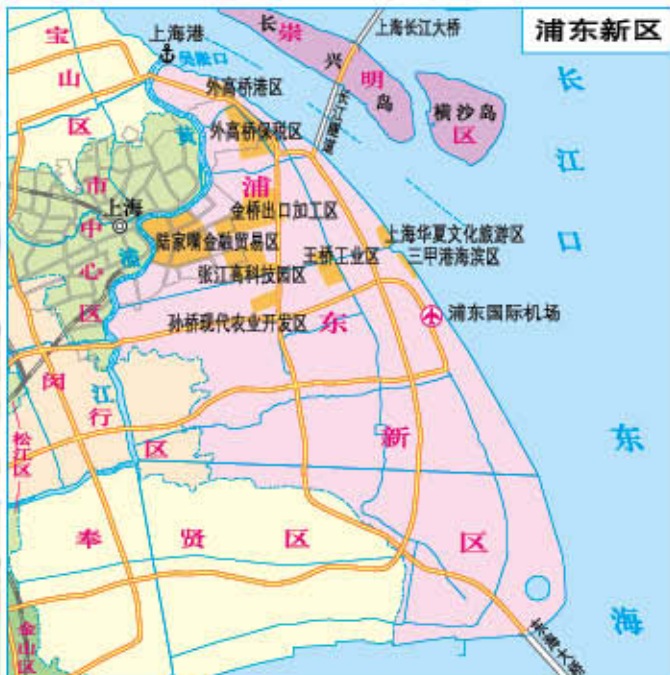 浦东新区
宝山区
上海港
吴淞口
长兴岛
崇明区
上海长江大桥
长江隧道
横沙岛
长江口
外高桥港区
外高桥保税区
黄浦江
市中心区
上海
浦东新区
金桥出口加工区
陆家嘴金融贸易区
上海华夏文化旅游区
王桥工业区
三甲港海滨区
张江高科技园区
浦东国际机场
孙桥现代农业开发区
闵行区
松江区
东海
奉贤区
金山区
东海大桥